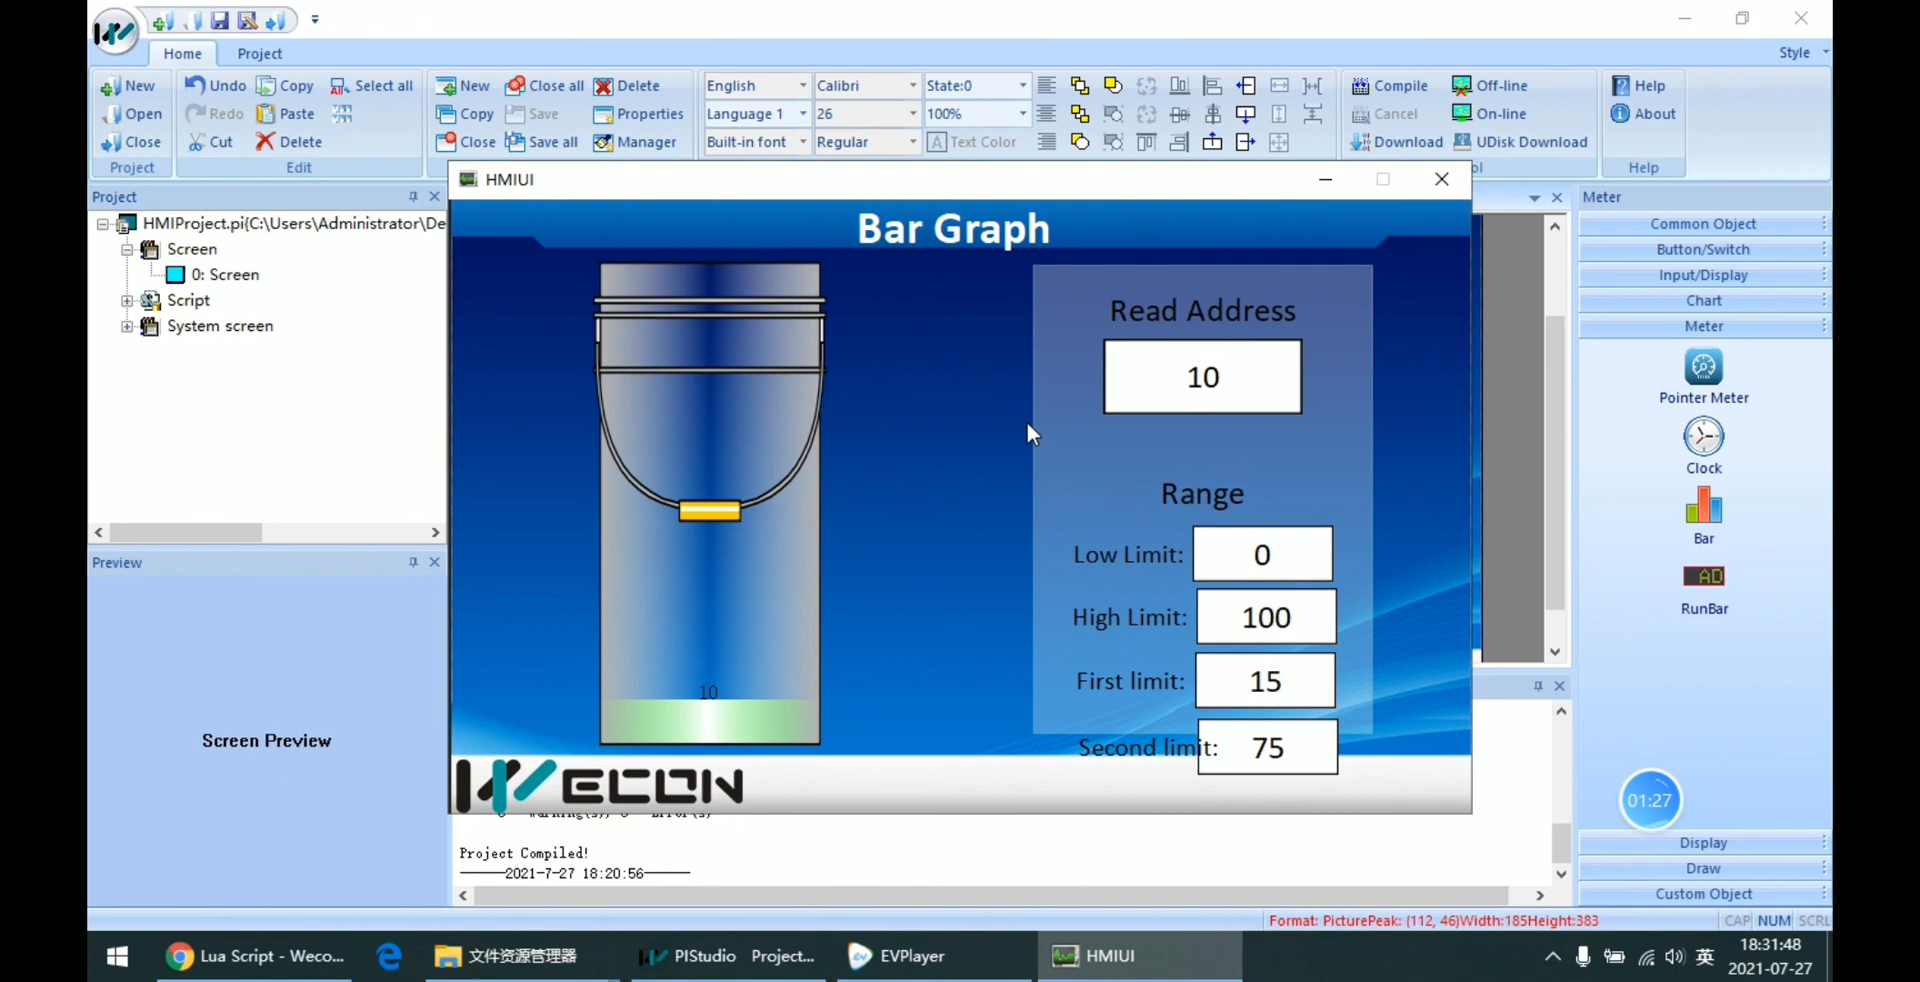 Home Project Style
New Undo Copy Select all New Close all Delete English Calibri State:0 Compile Off-line Help
Open Redo Paste Copy Save Properties Language 1 26 100% Cancel On-line About
Close Cut Delete Close Save all Manager Built-in font Regular A Text Color Download UDisk Download
Project Edit Help
HMIUI
Project
HMIProject.pi{C:\Users\Administrator\De
Screen
0: Screen
Script
System screen
Preview
Screen Preview
Bar Graph
Read Address
10
Range
Low Limit: 0
High Limit: 100
First limit: 15
Second limit: 75
10
WECON
Project Compiled!
2021-7-27 18:20:56
Meter
Common Object
Button/Switch
Input/Display
Chart
Meter
Pointer Meter
Clock
Bar
AD
RunBar
01:27
Display
Draw
Custom Object
Format: PicturePeak: (112, 46)Width:185Height:383
CAP NUM SCRL
Lua Script - Weco...
文件资源管理器
PIStudio Project...
EVPlayer
HMIUI
英
18:31:48
2021-07-27